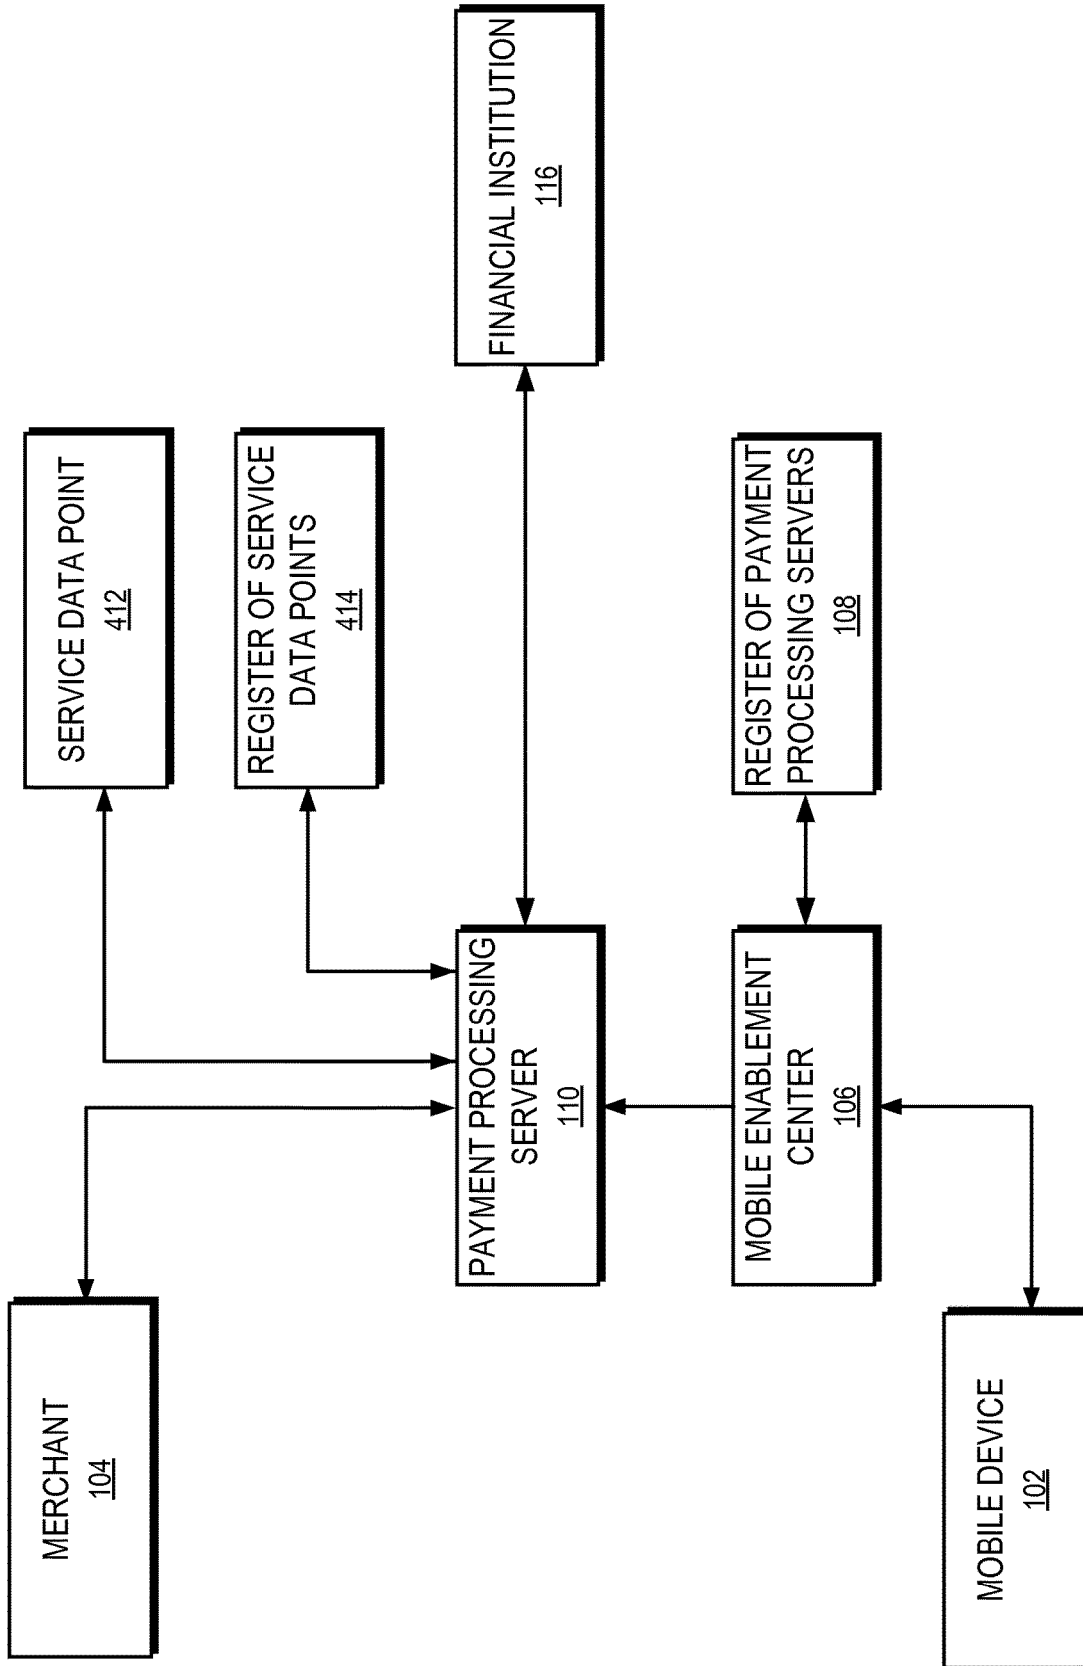 MERCHANT
104
SERVICE DATA POINT
412
REGISTER OF SERVICE
DATA POINTS
414
PAYMENT PROCESSING
SERVER
110
FINANCIAL INSTITUTION
116
MOBILE ENABLEMENT
CENTER
106
REGISTER OF PAYMENT
PROCESSING SERVERS
108
MOBILE DEVICE
102